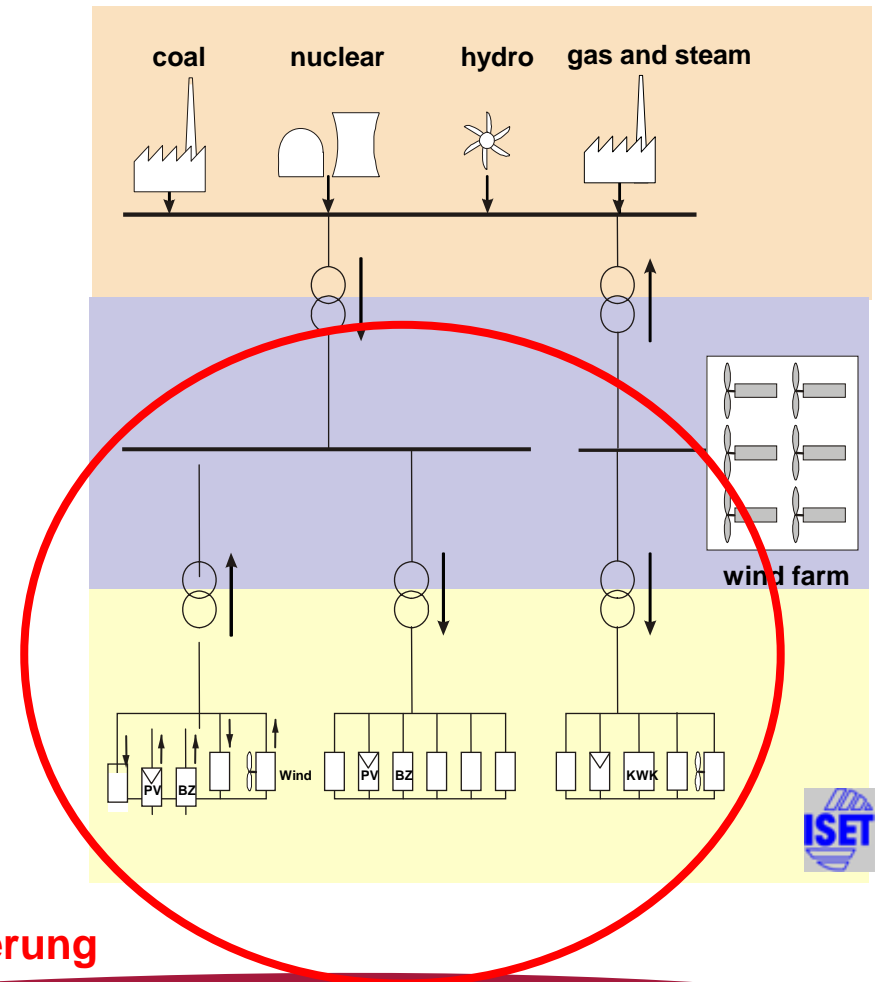 coal nuclear hydro gas and steam
wind farm
PV BZ Wind PV BZ KWK
ISET
erung